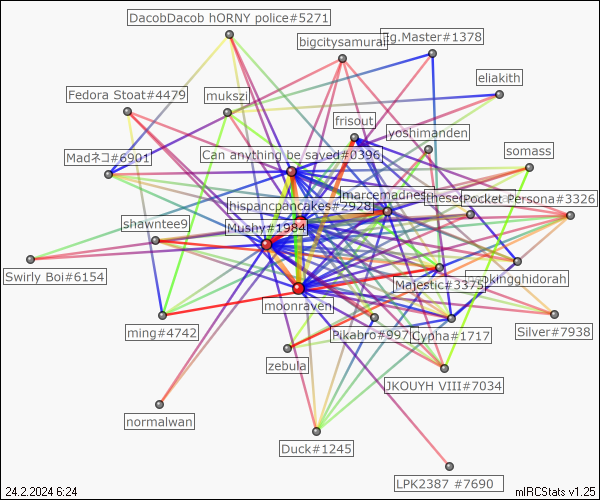 DacobDacob hORNY police#5271
bigcitysamurai
Zg.Master#1378
eliakith
Fedora Stoat#4479
mukszi
frisout
yoshimanden
somass
Madネコ#6901
Can anything be sayed#0396
marcemadness
Pocket Persona#3326
hispancpancakes#2928
shawntee9
Mushy#1984
Swirly Boi#6154
Majestic#3375
kingghidorah
moonraven
ming#4742
Pikabro#997
Cypha#1717
Silver#7938
zebula
JKOUYH VIII#7034
normalwan
Duck#1245
LPK2387 #7690
24.2.2024 6:24
mIRCStats v1.25